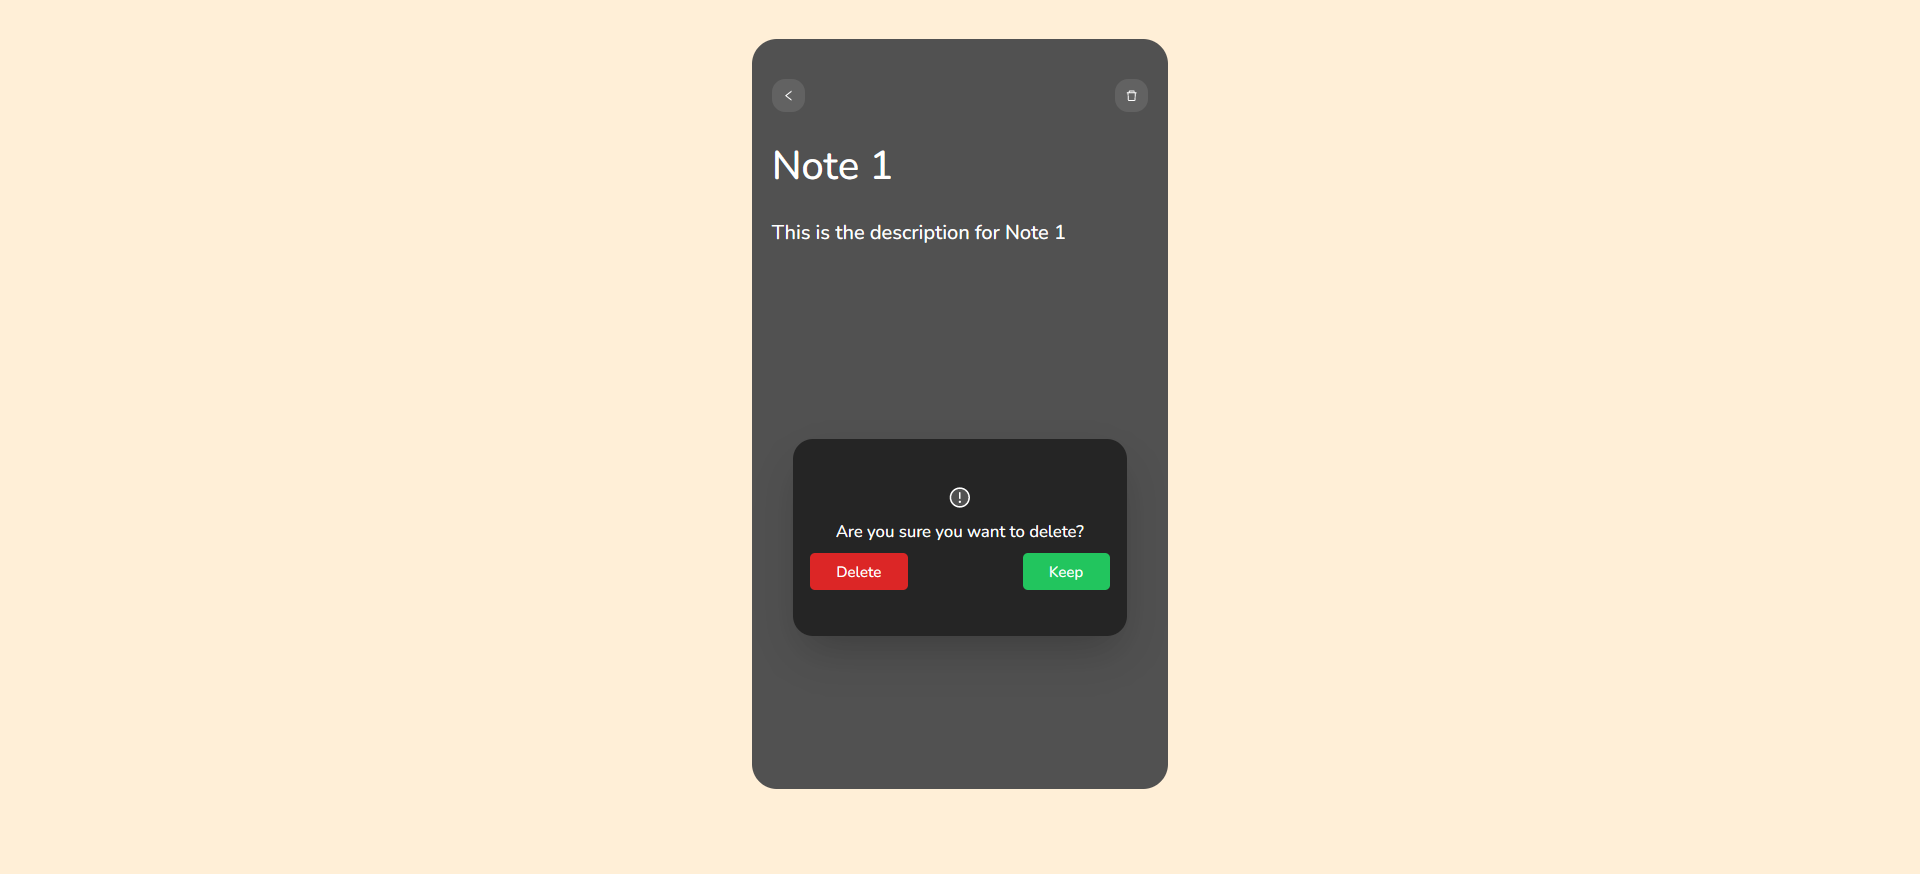 Note 1
This is the description for Note 1
Are you sure you want to delete?
Delete Keep